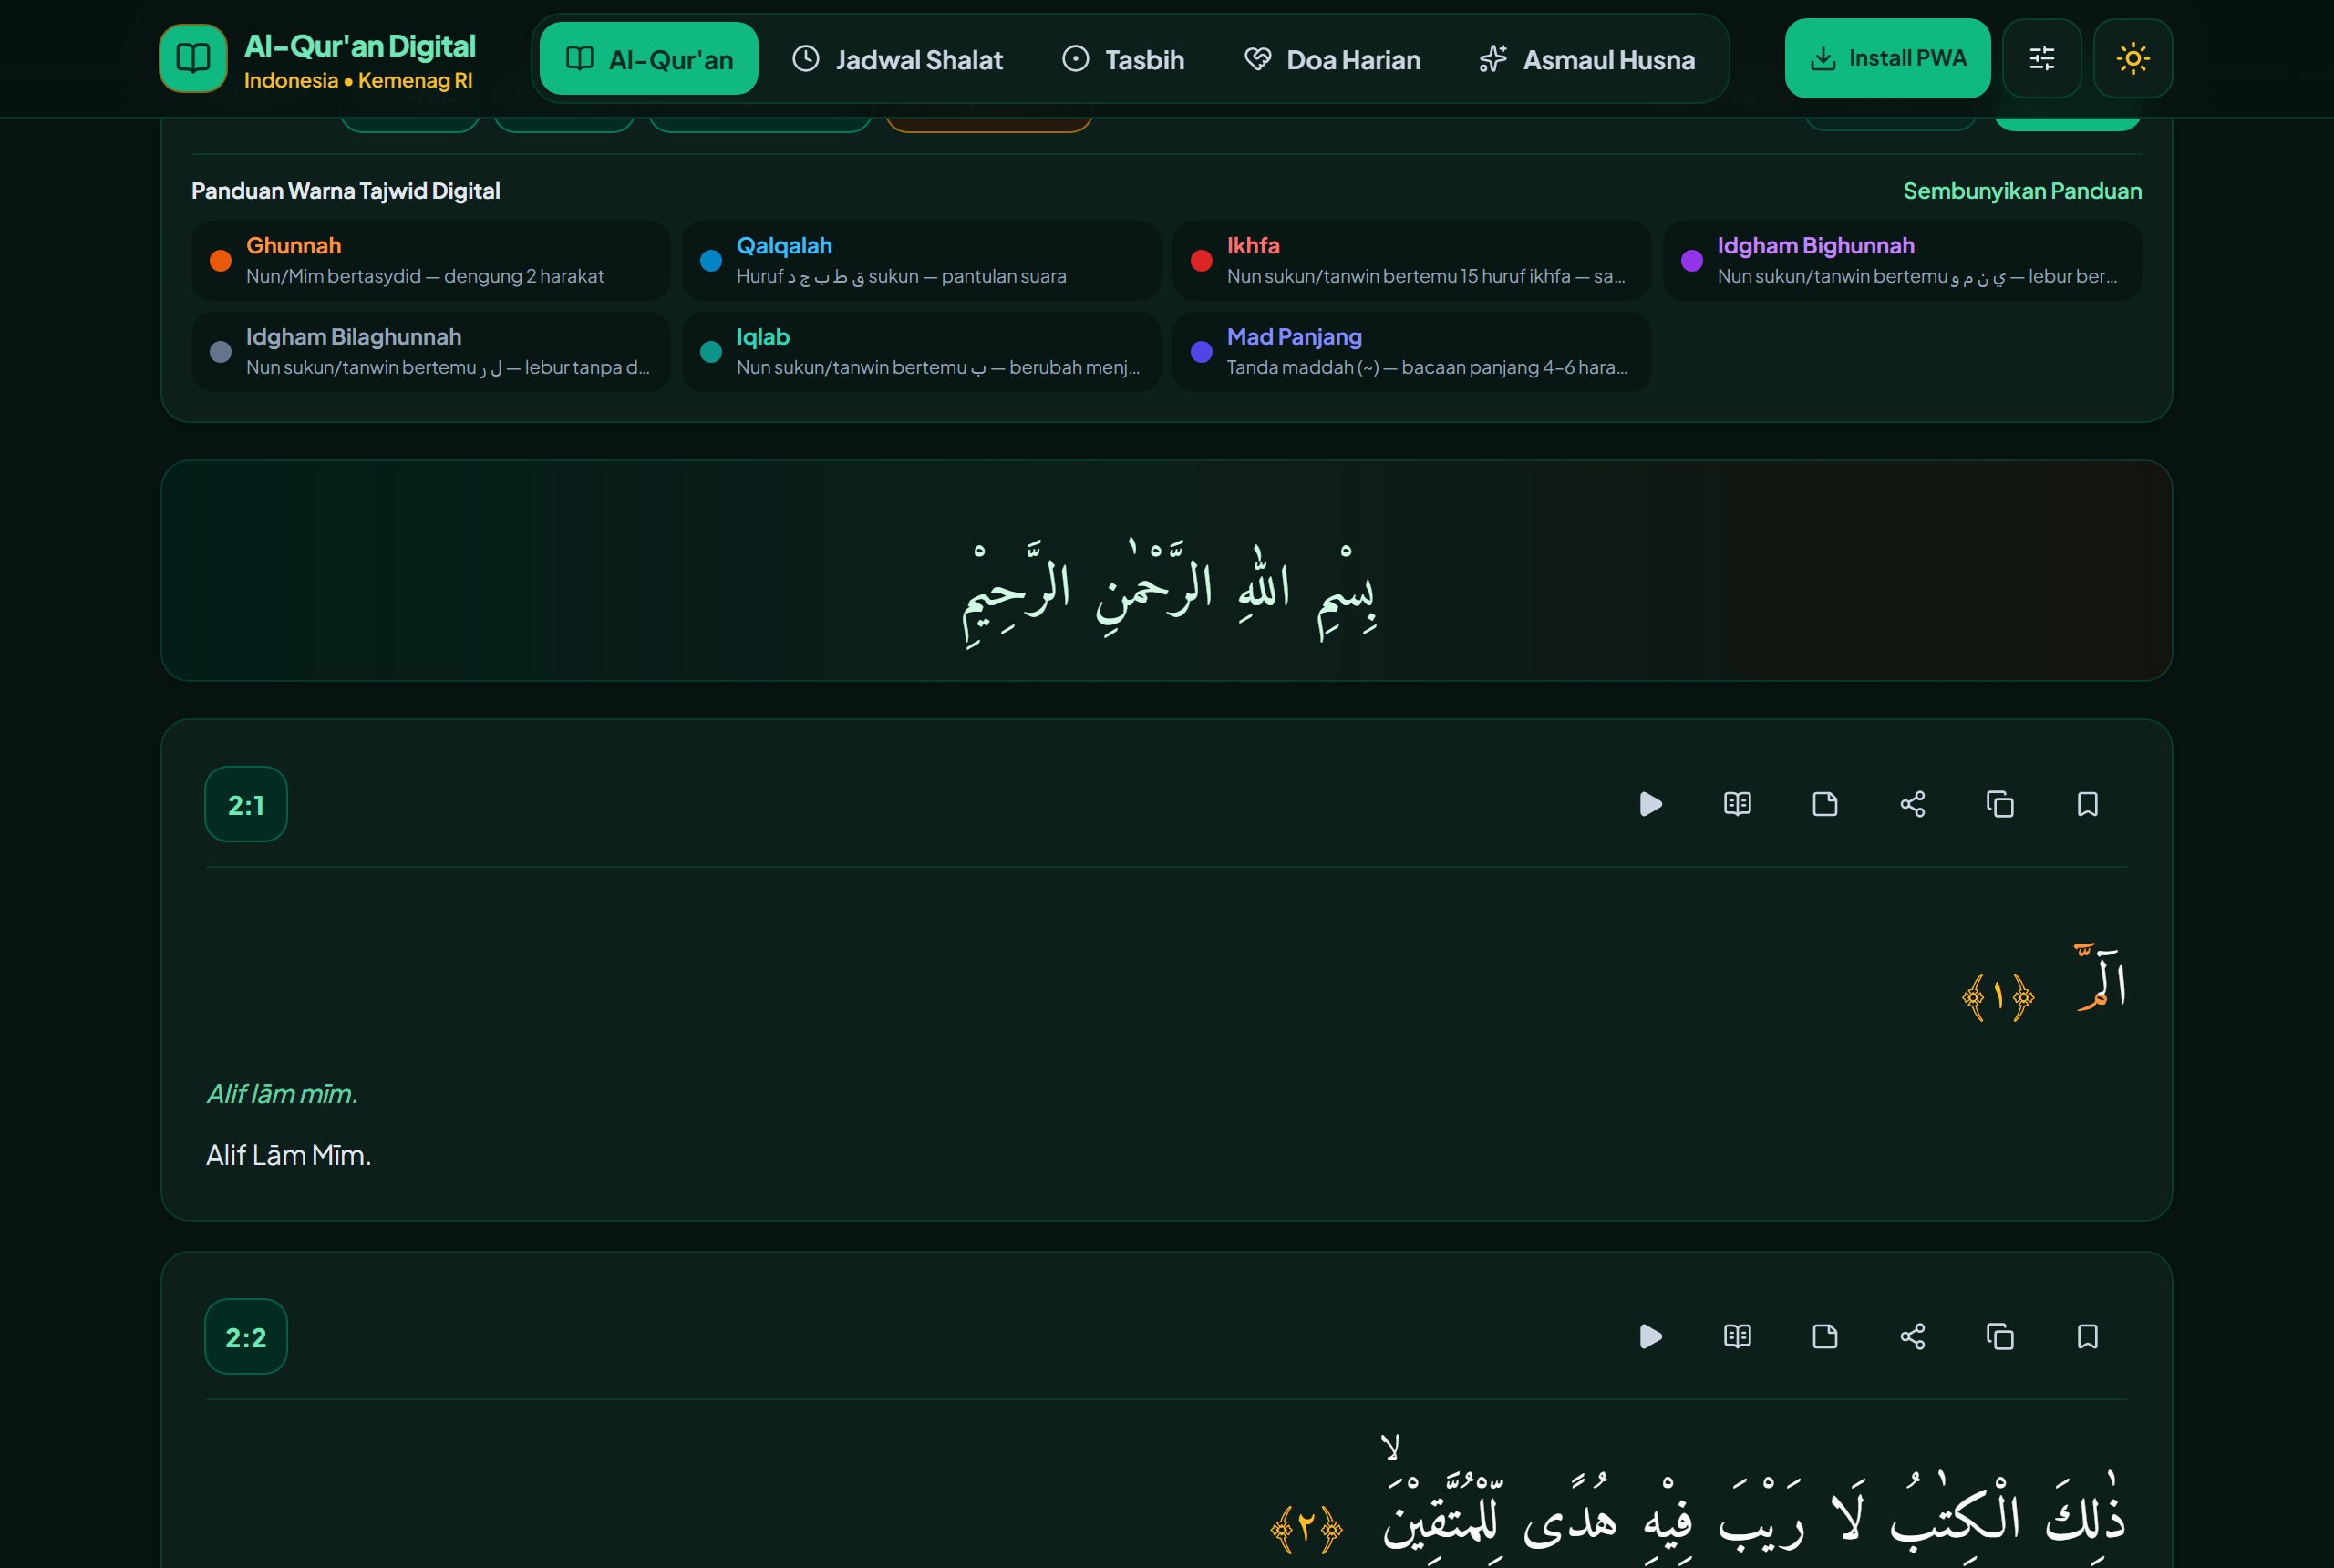 Al-Qur'an Digital
Indonesia • Kemenag RI
Al-Qur'an
Jadwal Shalat
Tasbih
Doa Harian
Asmaul Husna
Install PWA
Panduan Warna Tajwid Digital
Sembunyikan Panduan
Ghunnah
Nun/Mim bertasydid — dengung 2 harakat
Qalqalah
Huruf ق ط ب ج د sukun — pantulan suara
Ikhfa
Nun sukun/tanwin bertemu 15 huruf ikhfa — sa...
Idgham Bighunnah
Nun sukun/tanwin bertemu ي ن م و — lebur ber...
Idgham Bilaghunnah
Nun sukun/tanwin bertemu ل ر — lebur tanpa d...
Iqlab
Nun sukun/tanwin bertemu ب — berubah menj...
Mad Panjang
Tanda maddah (~) — bacaan panjang 4-6 hara...
بِسْمِ اللّٰهِ الرَّحْمٰنِ الرَّحِيْمِ
2:1
الۤمّۤ ﴿١﴾
Alif lām mīm.
Alif Lām Mīm.
2:2
ذٰلِكَ الْكِتٰبُ لَا رَيْبَ فِيْهِ هُدًى لِّلْمُتَّقِيْنَۙ ﴿٢﴾